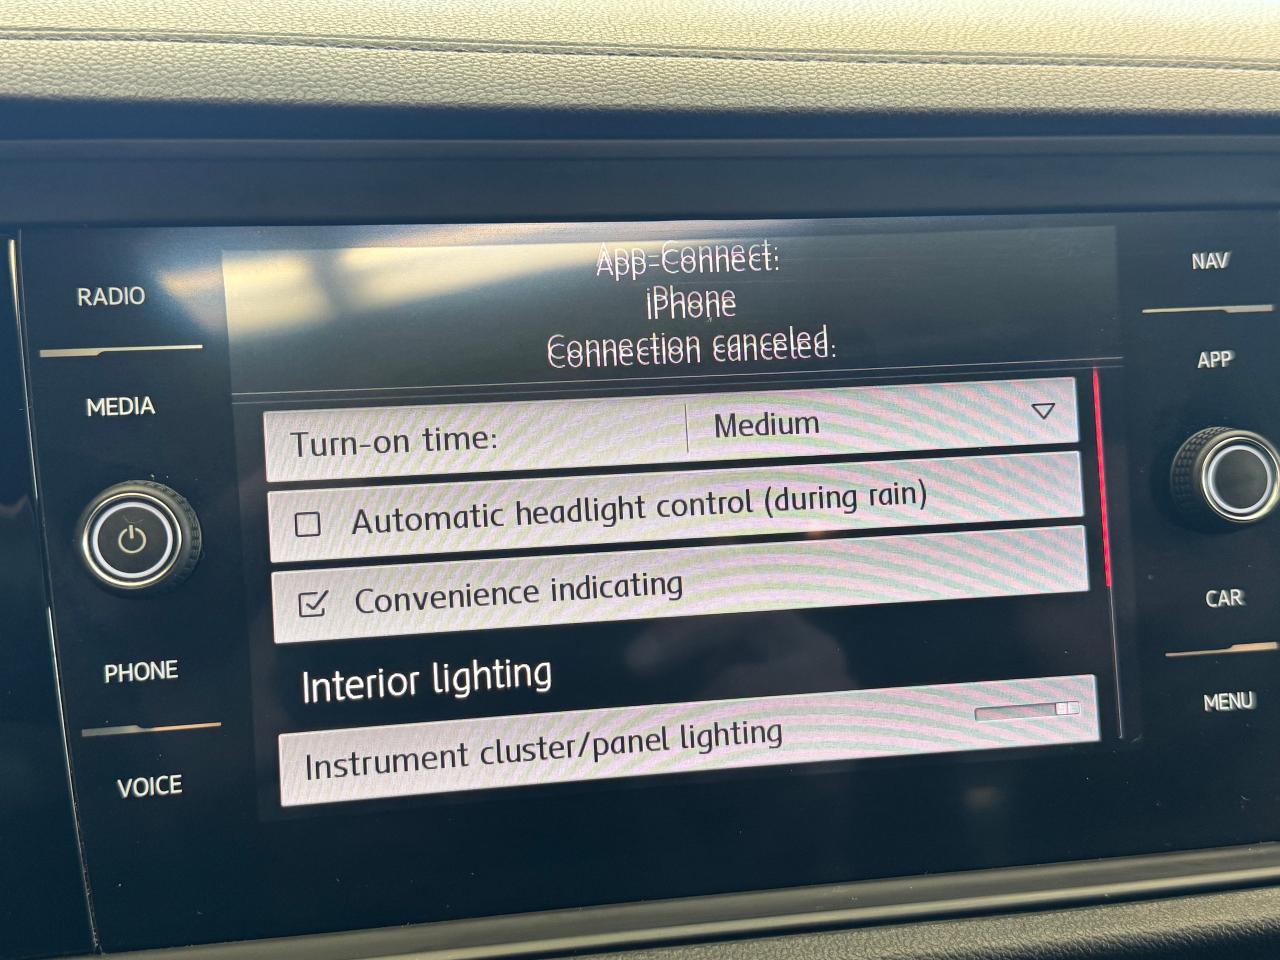 App-Connect:
iPhone
Connection canceled.
RADIO
MEDIA
PHONE
VOICE
Turn-on time: Medium
Automatic headlight control (during rain)
Convenience indicating
Interior lighting
Instrument cluster/panel lighting
NAV
APP
CAR
MENU